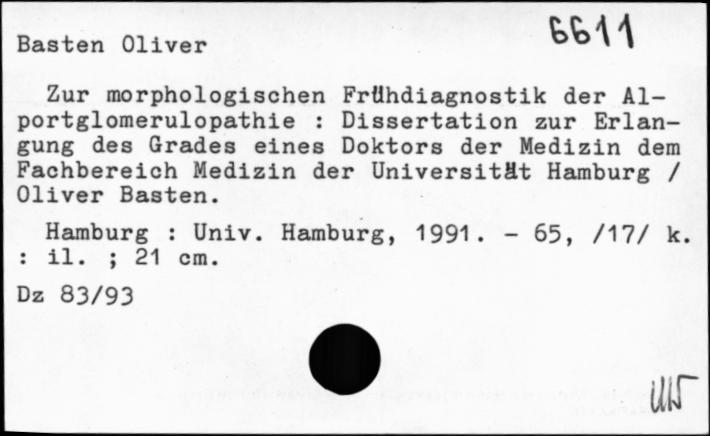 6611
Basten Oliver
Zur morphologischen Frühdiagnostik der Al-
portglomerulopathie : Dissertation zur Erlan-
gung des Grades eines Doktors der Medizin dem
Fachbereich Medizin der Universität Hamburg /
Oliver Basten.
Hamburg : Univ. Hamburg, 1991. - 65, /17/ k.
: il. ; 21 cm.
Dz 83/93